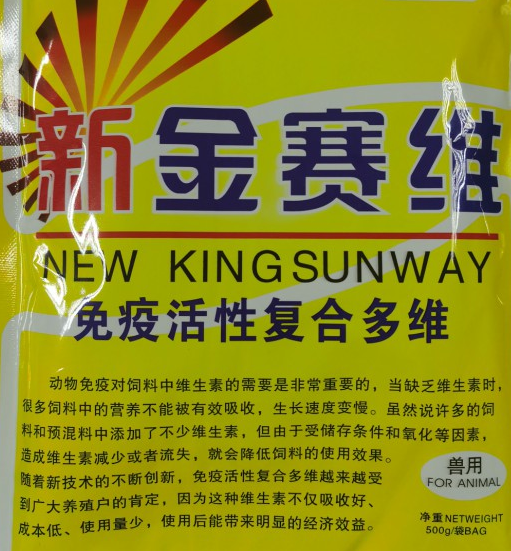 新金赛维
NEW KINGSUNWAY
免疫活性复合多维
动物免疫对饲料中维生素的需要是非常重要的，当缺乏维生素时，
很多饲料中的营养不能被有效吸收，生长速度变慢。虽然说许多的饲
料和预混料中添加了不少维生素，但由于受储存条件和氧化等因素，
造成维生素减少或者流失，就会降低饲料的使用效果。
随着新技术的不断创新，免疫活性复合多维越来越受
到广大养殖户的肯定，因为这种维生素不仅吸收好、
成本低、使用量少，使用后能带来明显的经济效益。
兽用
FOR ANIMAL
净重NETWEIGHT
500g/袋BAG